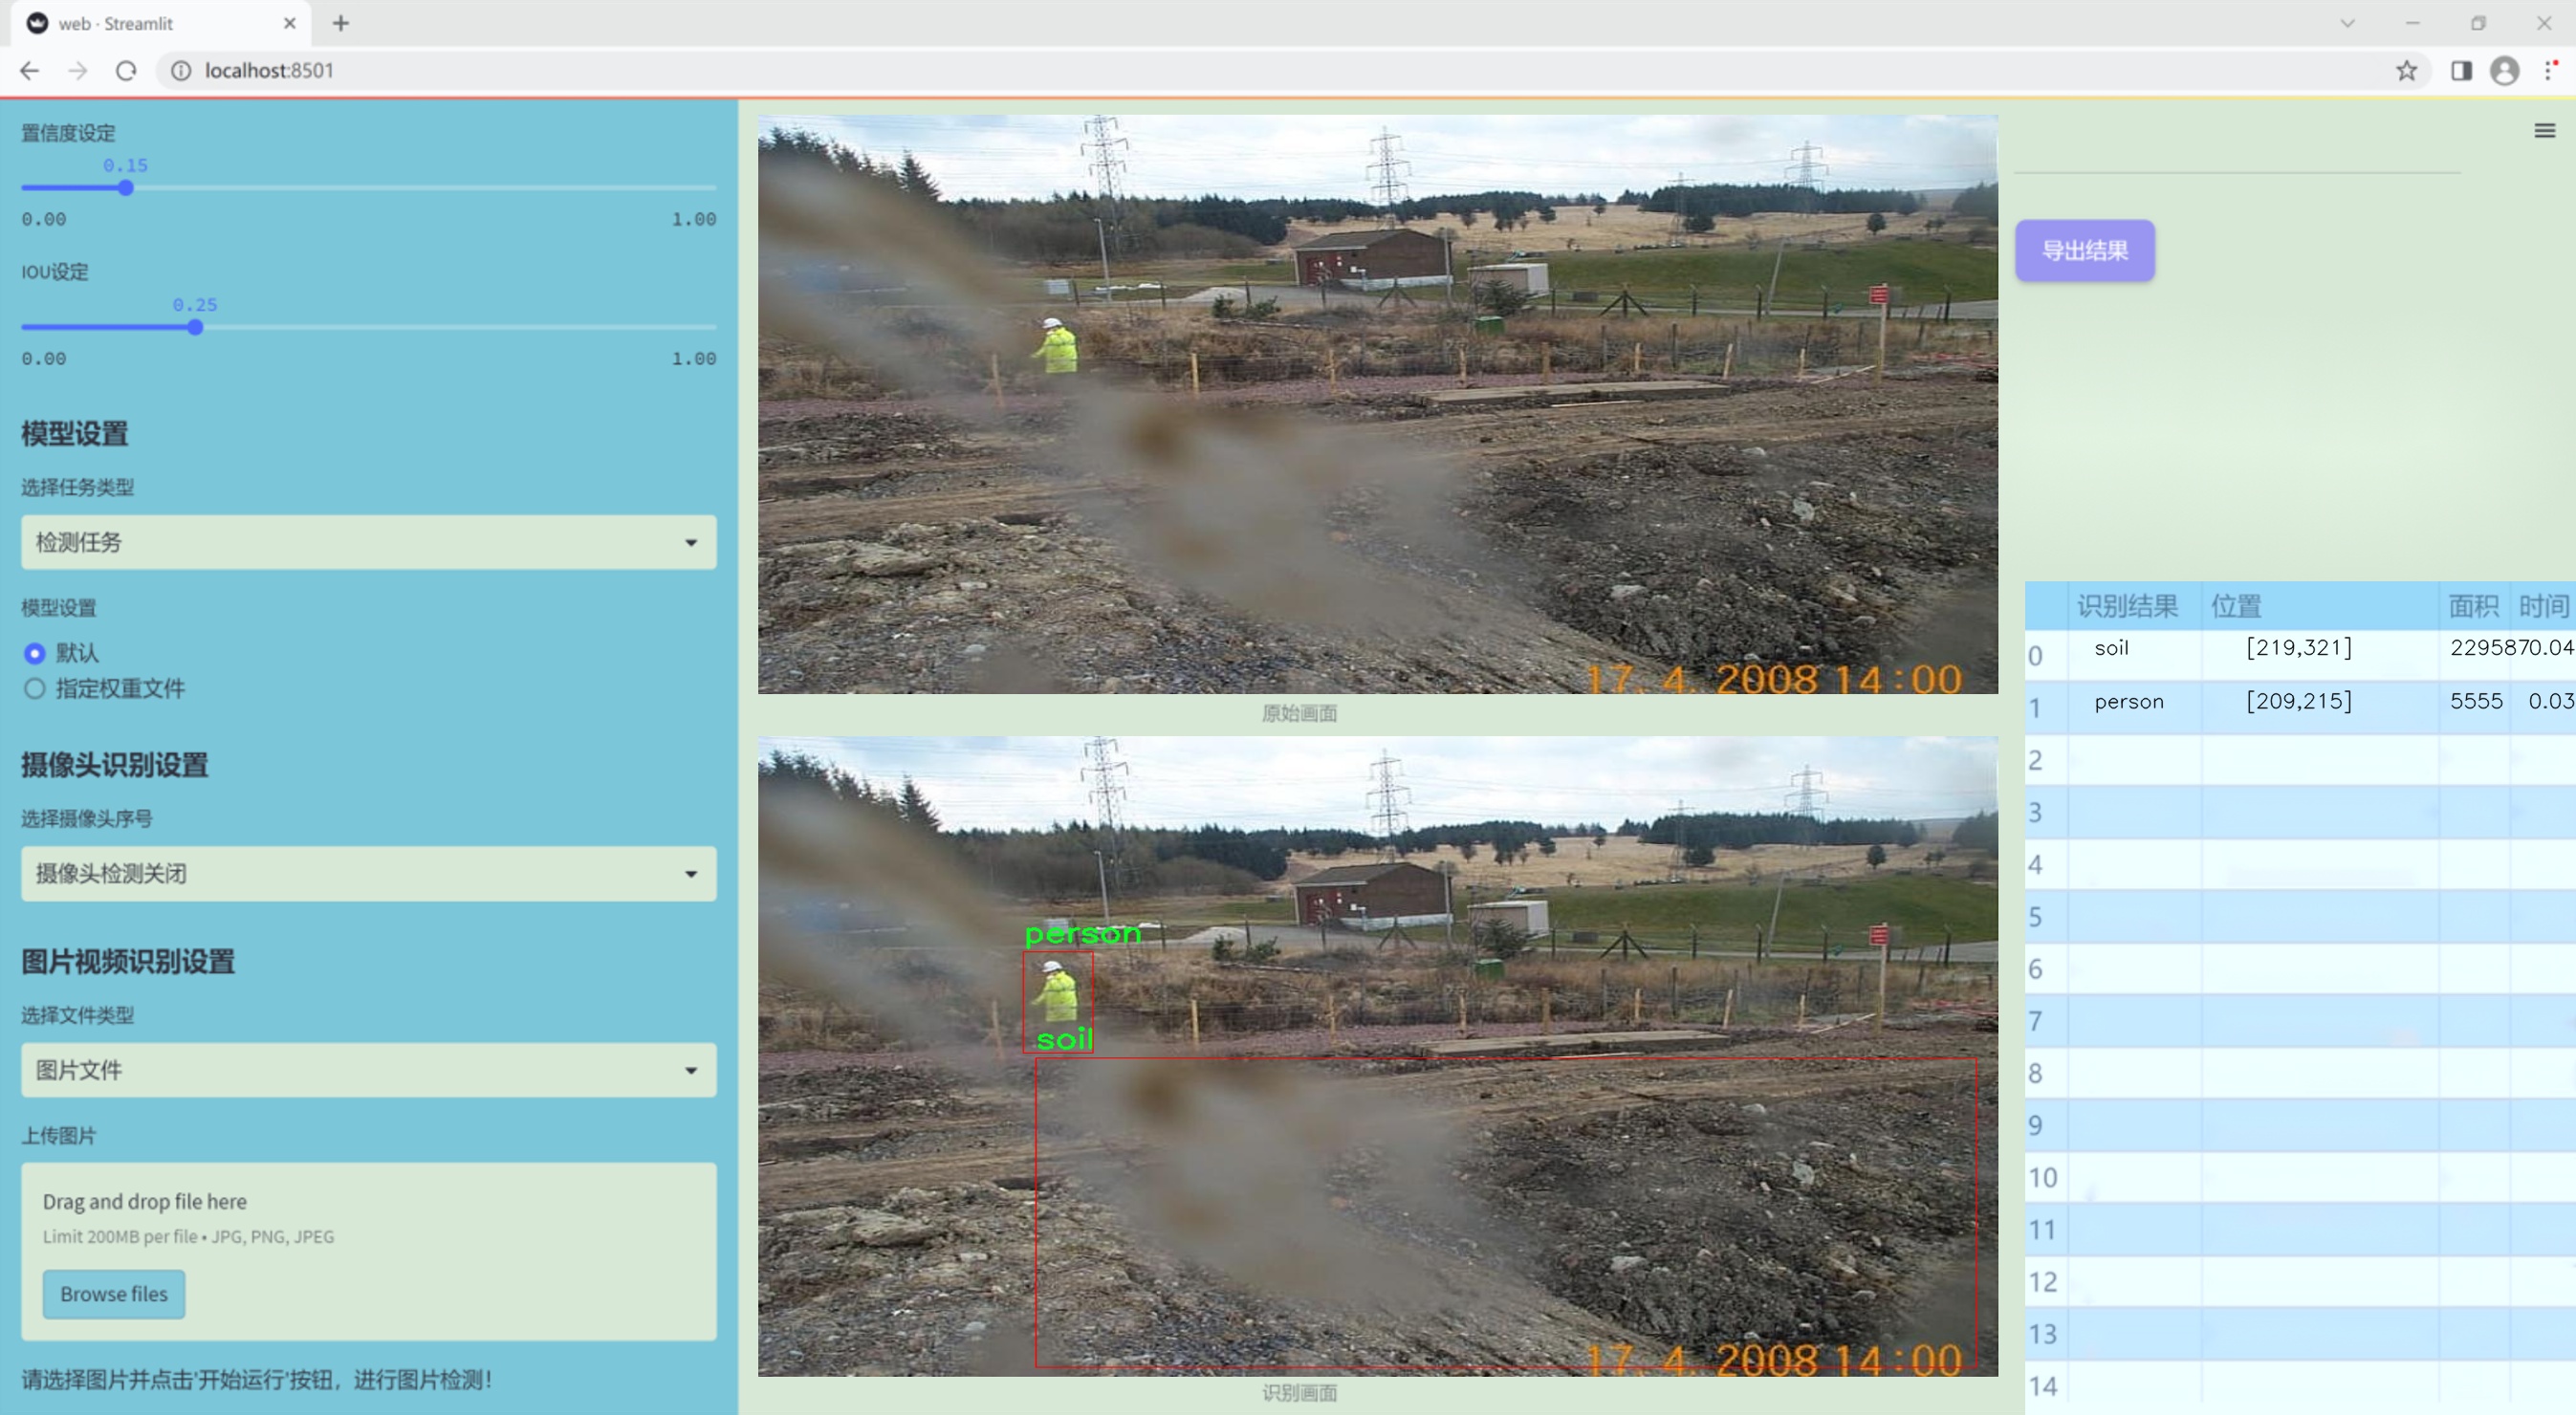 web · Streamlit
localhost:8501
置信度设定
0.15
0.00 1.00
IOU设定
0.25
0.00 1.00
模型设置
选择任务类型
检测任务
模型设置
默认
指定权重文件
摄像头识别设置
选择摄像头序号
摄像头检测关闭
图片视频识别设置
选择文件类型
图片文件
上传图片
Drag and drop file here
Limit 200MB per file • JPG, PNG, JPEG
Browse files
请选择图片并点击'开始运行'按钮，进行图片检测！
17. 4. 2008 14:00
原始画面
person
soil
17. 4. 2008 14:00
识别画面
导出结果
识别结果 位置 面积 时间
0 soil [219,321] 2295870.04
1 person [209,215] 5555 0.03
2
3
4
5
6
7
8
9
10
11
12
13
14